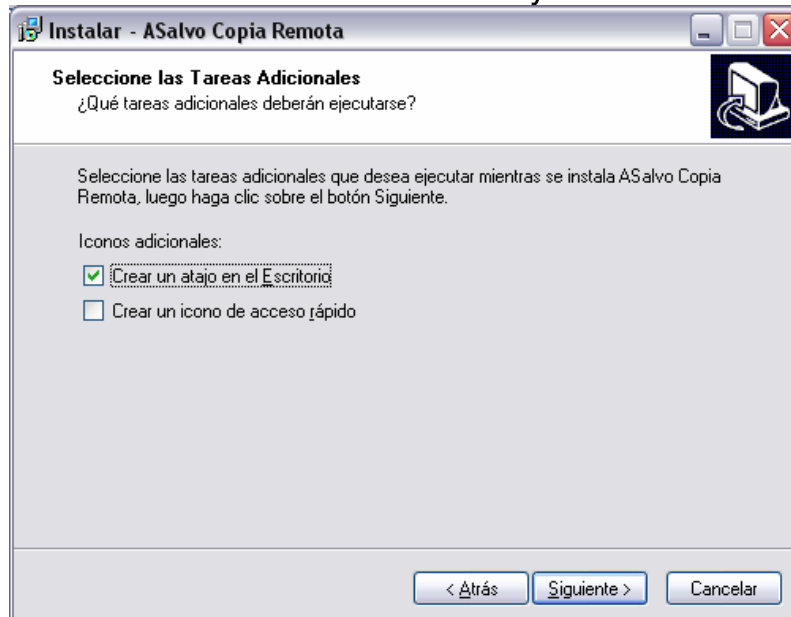 Instalar - ASalvo Copia Remota
Seleccione las Tareas Adicionales
¿Qué tareas adicionales deberán ejecutarse?
Seleccione las tareas adicionales que desea ejecutar mientras se instala ASalvo Copia
Remota, luego haga clic sobre el botón Siguiente.
Iconos adicionales:
Crear un atajo en el Escritorio
Crear un icono de acceso rápido
< Atrás
Siguiente >
Cancelar